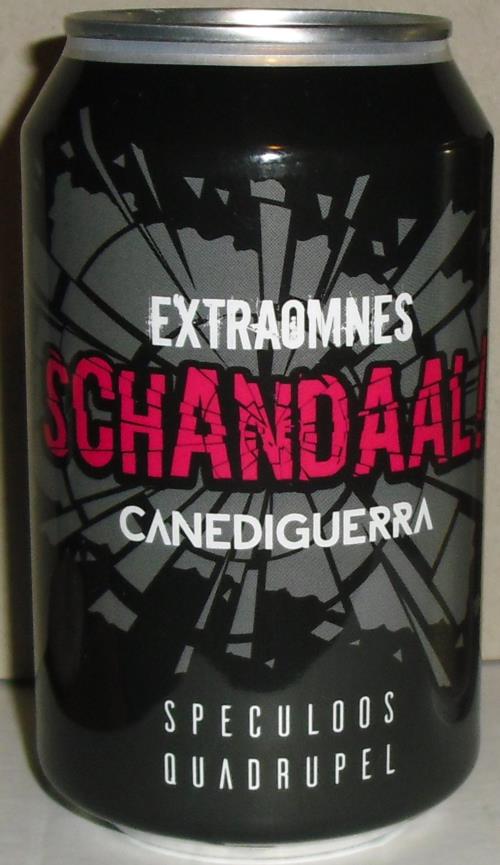 EXTRAOMNES
SCHANDAAL!
CANEDIGUERRA
SPECULOOS
QUADRUPEL